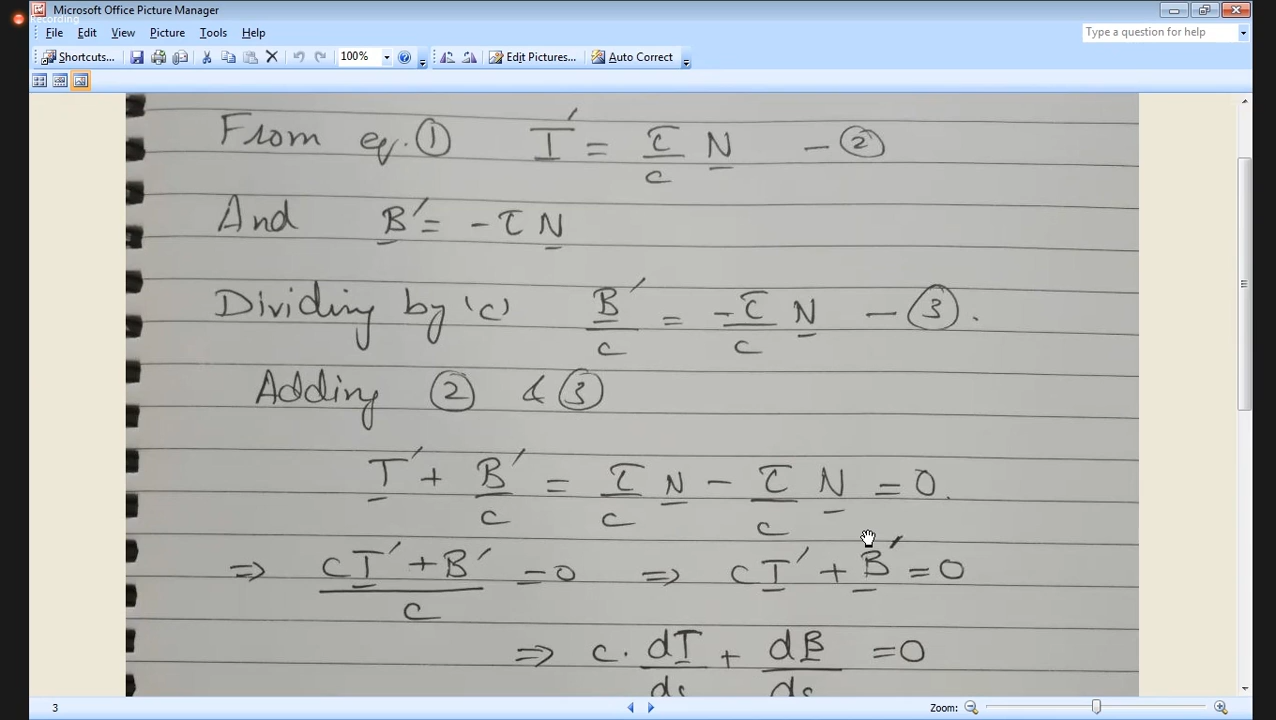 Microsoft Office Picture Manager
Recording
File Edit View Picture Tools Help
Type a question for help
Shortcuts... 100% Edit Pictures... Auto Correct
From eq. ① T' = τ/c N — ②
And B' = -τ N
Dividing by 'c' B'/c = -τ/c N — ③.
Adding ② & ③
T' + B'/c = τ/c N - τ/c N = 0.
⇒ (cT' + B')/c = 0 ⇒ cT' + B' = 0
⇒ c. dT/ds + dB/ds = 0
3 Zoom: